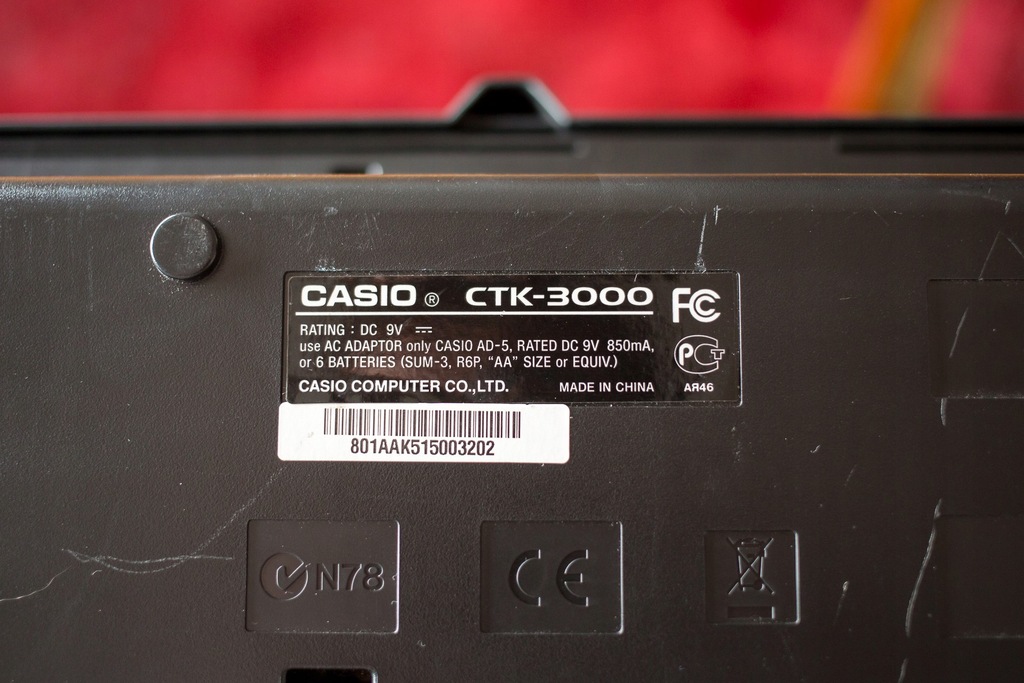 CASIO ® CTK-3000
FC
RATING : DC 9V ⎓
use AC ADAPTOR only CASIO AD-5, RATED DC 9V 850mA,
or 6 BATTERIES (SUM-3, R6P, “AA” SIZE or EQUIV.)
PCT
CASIO COMPUTER CO.,LTD. MADE IN CHINA AЯ46
801AAK515003202
N78 CE